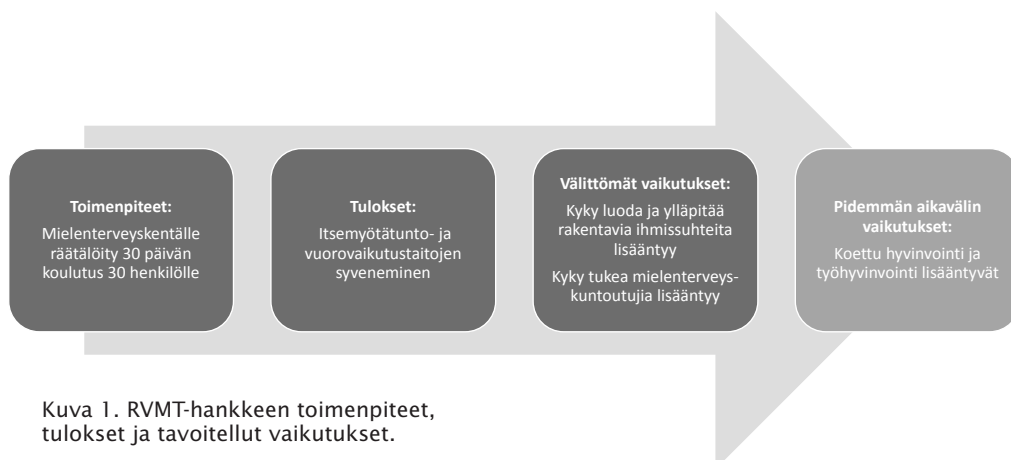 Toimenpiteet:
Mielenterveyskentälle
räätälöity 30 päivän
koulutus 30 henkilölle
Tulokset:
Itsemyötätunto- ja
vuorovaikutustaitojen
syveneminen
Välittömät vaikutukset:
Kyky luoda ja ylläpitää
rakentavia ihmissuhteita
lisääntyy
Kyky tukea mielenterveys-
kuntoutujia lisääntyy
Pidemmän aikavälin
vaikutukset:
Koettu hyvinvointi ja
työhyvinvointi lisääntyvät
Kuva 1. RVMT-hankkeen toimenpiteet,
tulokset ja tavoitellut vaikutukset.